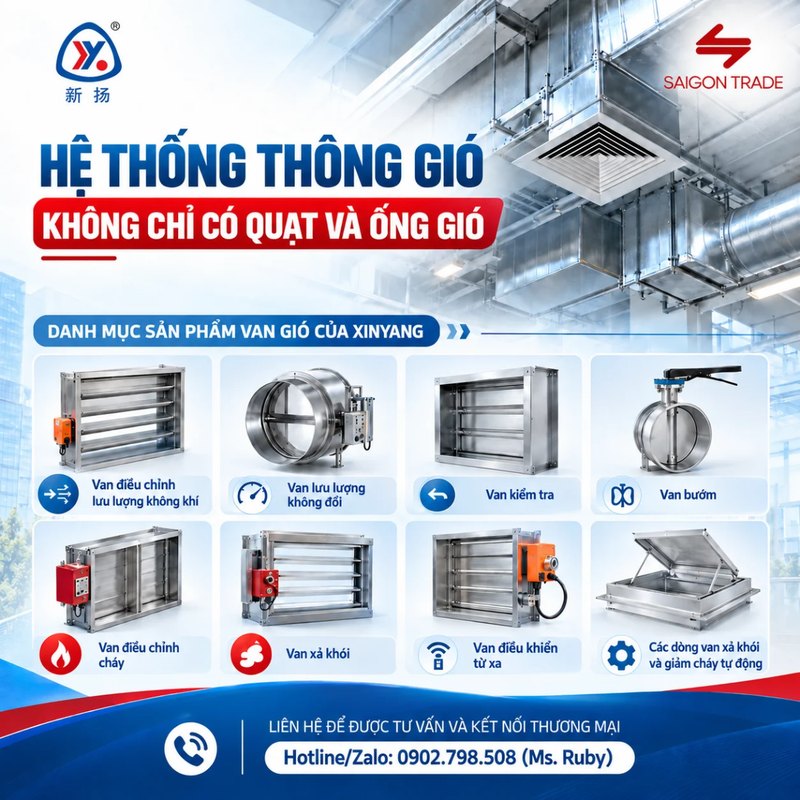 ®
新 扬
SAIGON TRADE
HỆ THỐNG THÔNG GIÓ
KHÔNG CHỈ CÓ QUẠT VÀ ỐNG GIÓ
DANH MỤC SẢN PHẨM VAN GIÓ CỦA XINYANG
Van điều chỉnh
lưu lượng không khí
Van lưu lượng
không đổi
Van kiểm tra
Van bướm
Van điều chỉnh
cháy
Van xả khói
Van điều khiển
từ xa
Các dòng van xả khói
và giảm cháy tự động
LIÊN HỆ ĐỂ ĐƯỢC TƯ VẤN VÀ KẾT NỐI THƯƠNG MẠI
Hotline/Zalo: 0902.798.508 (Ms. Ruby)